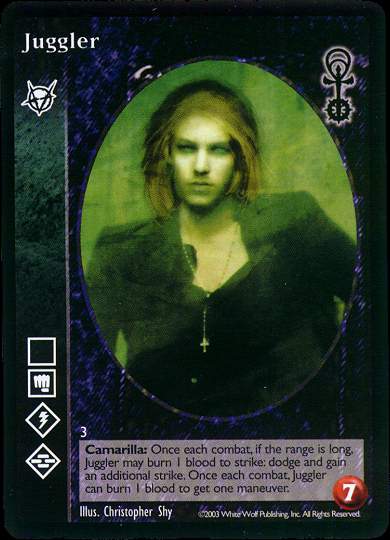 Juggler
3
Camarilla: Once each combat, if the range is long,
Juggler may burn 1 blood to strike: dodge and gain
an additional strike. Once each combat, Juggler
can burn 1 blood to get one maneuver.
7
Illus. Christopher Shy
©2003 White Wolf Publishing, Inc. All Rights Reserved.